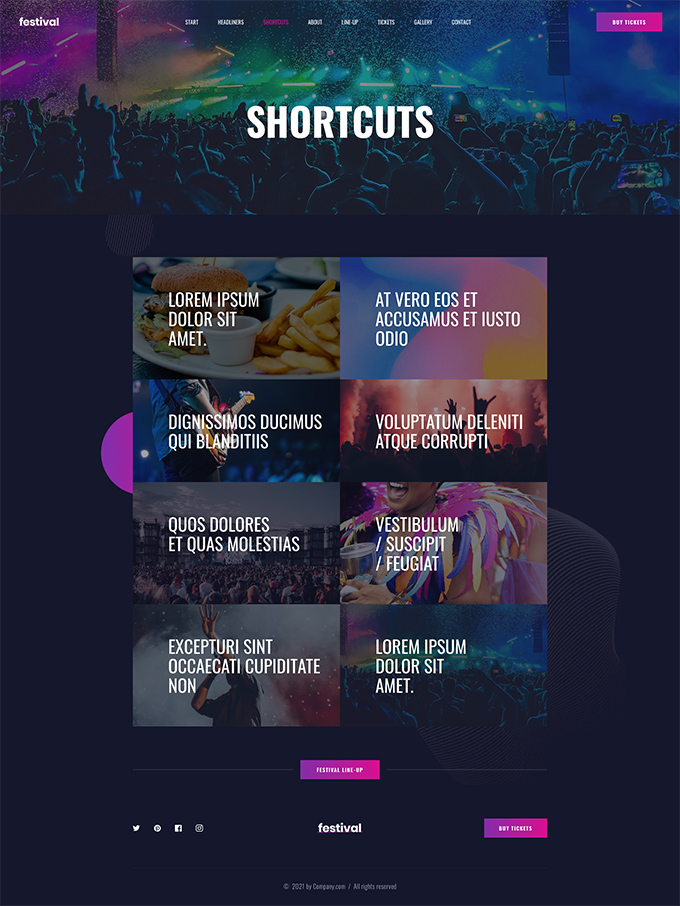 festival
START HEADLINERS SHORTCUTS ABOUT LINE-UP TICKETS GALLERY CONTACT
BUY TICKETS
SHORTCUTS
LOREM IPSUM
DOLOR SIT
AMET.
AT VERO EOS ET
ACCUSAMUS ET IUSTO
ODIO
DIGNISSIMOS DUCIMUS
QUI BLANDITIIS
VOLUPTATUM DELENITI
ATQUE CORRUPTI
QUOS DOLORES
ET QUAS MOLESTIAS
VESTIBULUM
/ SUSCIPIT
/ FEUGIAT
EXCEPTURI SINT
OCCAECATI CUPIDITATE
NON
LOREM IPSUM
DOLOR SIT
AMET.
FESTIVAL LINE-UP
festival
BUY TICKETS
© 2021 by Company.com / All rights reserved